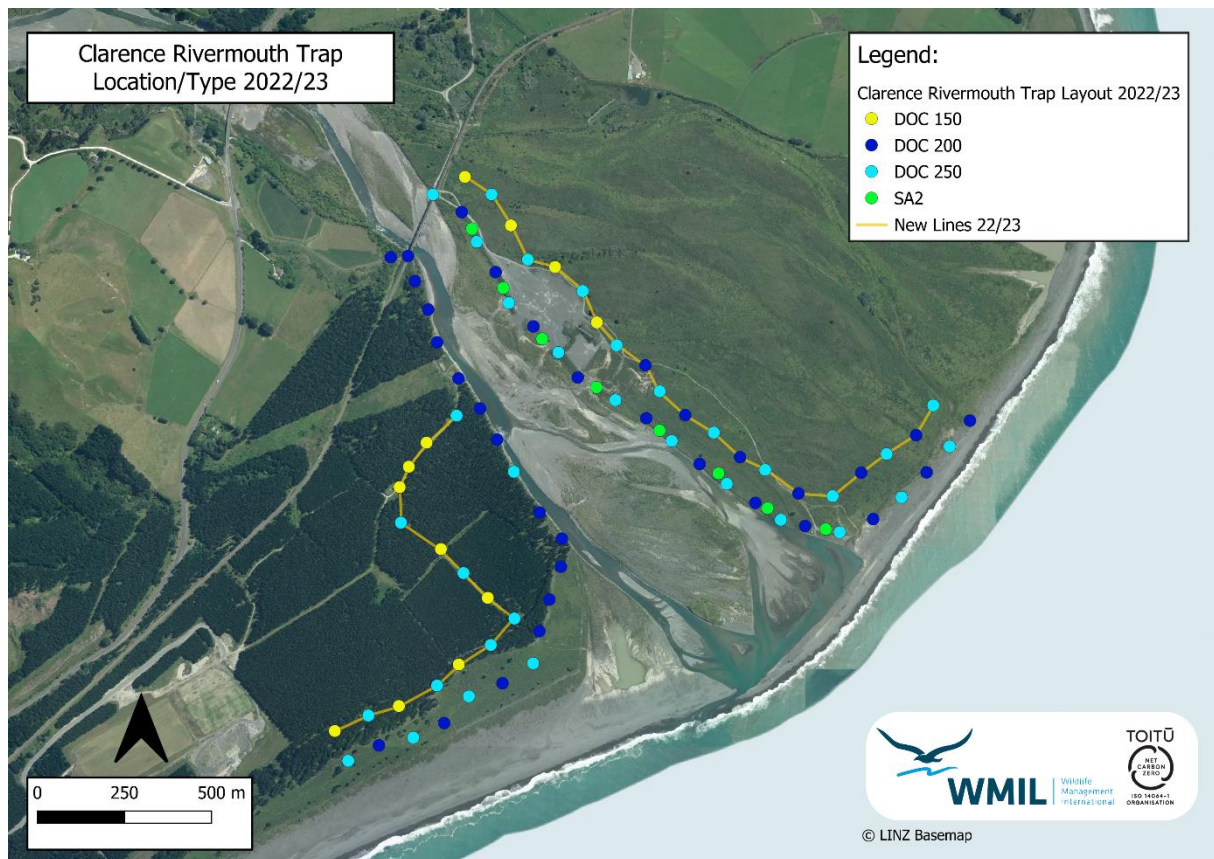 Clarence Rivermouth Trap
Location/Type 2022/23
Legend:
Clarence Rivermouth Trap Layout 2022/23
DOC 150
DOC 200
DOC 250
SA2
New Lines 22/23
0 250 500 m
WMIL
Wildlife
Management
International
TOITŪ
NET
CARBON
ZERO
ISO 14064-1
ORGANISATION
© LINZ Basemap